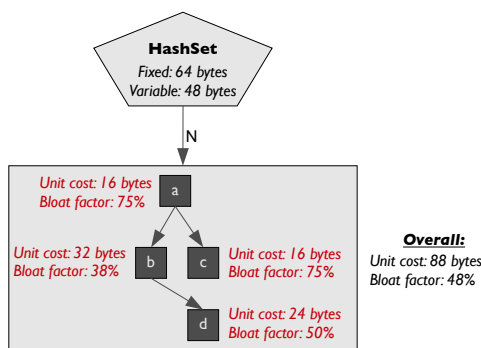 HashSet
Fixed: 64 bytes
Variable: 48 bytes
N
Unit cost: 16 bytes
Bloat factor: 75%
a
Unit cost: 32 bytes
Bloat factor: 38%
b
c
Unit cost: 16 bytes
Bloat factor: 75%
d
Unit cost: 24 bytes
Bloat factor: 50%
Overall:
Unit cost: 88 bytes
Bloat factor: 48%